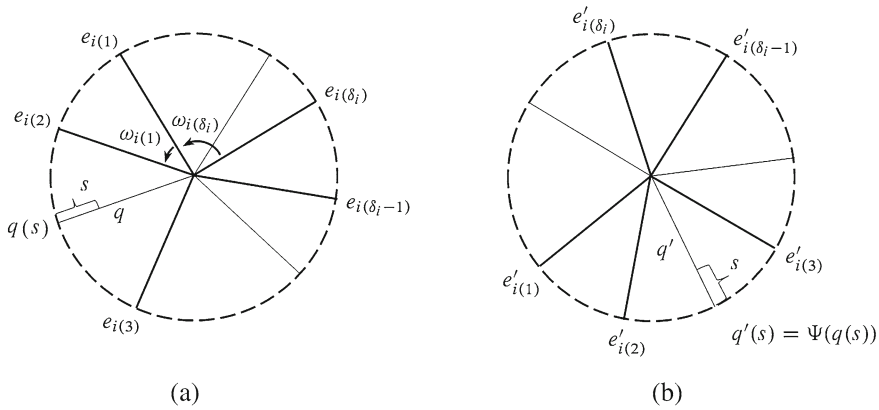 e_{i(1)}
e_{i(2)}
ω_{i(1)}
ω_{i(δ_i)}
e_{i(δ_i)}
s
q(s)
q
e_{i(δ_i−1)}
e_{i(3)}
(a)
e'_{i(δ_i)}
e'_{i(δ_i−1)}
q'
s
e'_{i(1)}
e'_{i(3)}
e'_{i(2)}
q'(s) = Ψ(q(s))
(b)